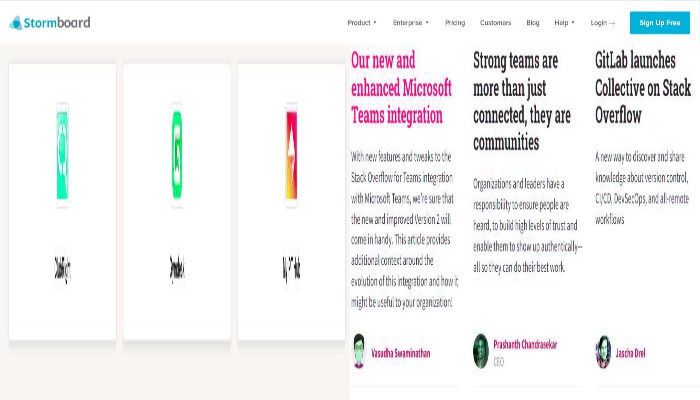 Stormboard
Product
Enterprise
Pricing
Customers
Blog
Help
Login →
Sign Up Free
Our new and
enhanced Microsoft
Teams integration
With new features and tweaks to the
Stack Overflow for Teams integration
with Microsoft Teams, we're sure that
the new and improved Version 2 will
come in handy. This article provides
additional context around the
evolution of this integration and how it
might be useful to your organization!
Vasudha Swaminathan
Strong teams are
more than just
connected, they are
communities
Organizations and leaders have a
responsibility to ensure people are
heard, to build high levels of trust and
enable them to show up authentically—
all so they can do their best work.
Prashanth Chandrasekar
CEO
GitLab launches
Collective on Stack
Overflow
A new way to discover and share
knowledge about version control,
CI/CD, DevSecOps, and all-remote
workflows
Jascha Drel